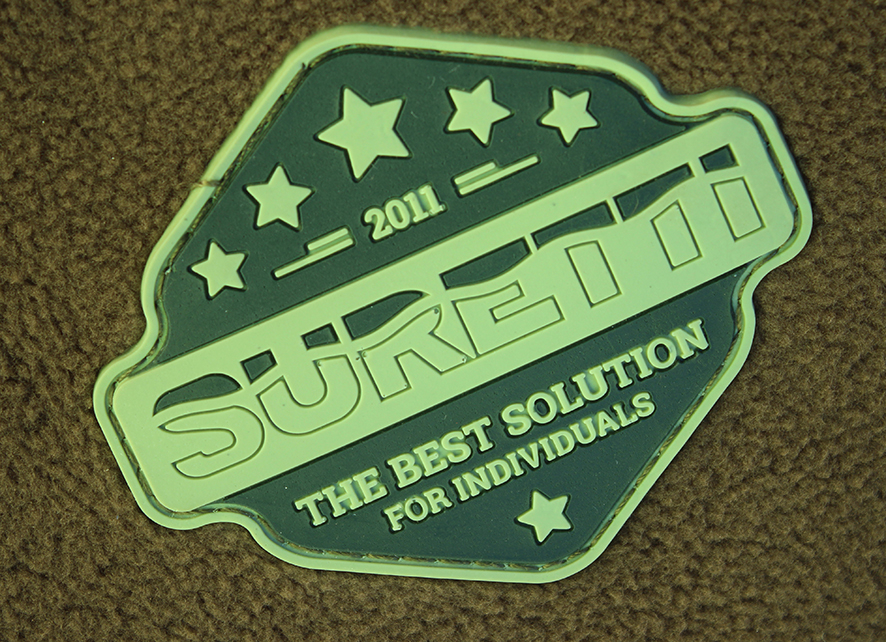 2011
SURETTi
THE BEST SOLUTION
FOR INDIVIDUALS